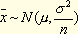 x̄ ~ N(μ, σ²/n)